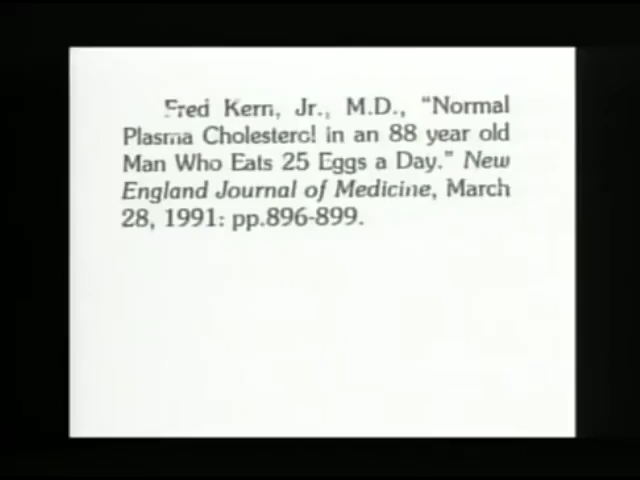 Fred Kern, Jr., M.D., “Normal
Plasma Cholesterol in an 88 year old
Man Who Eats 25 Eggs a Day.” New
England Journal of Medicine, March
28, 1991: pp.896-899.